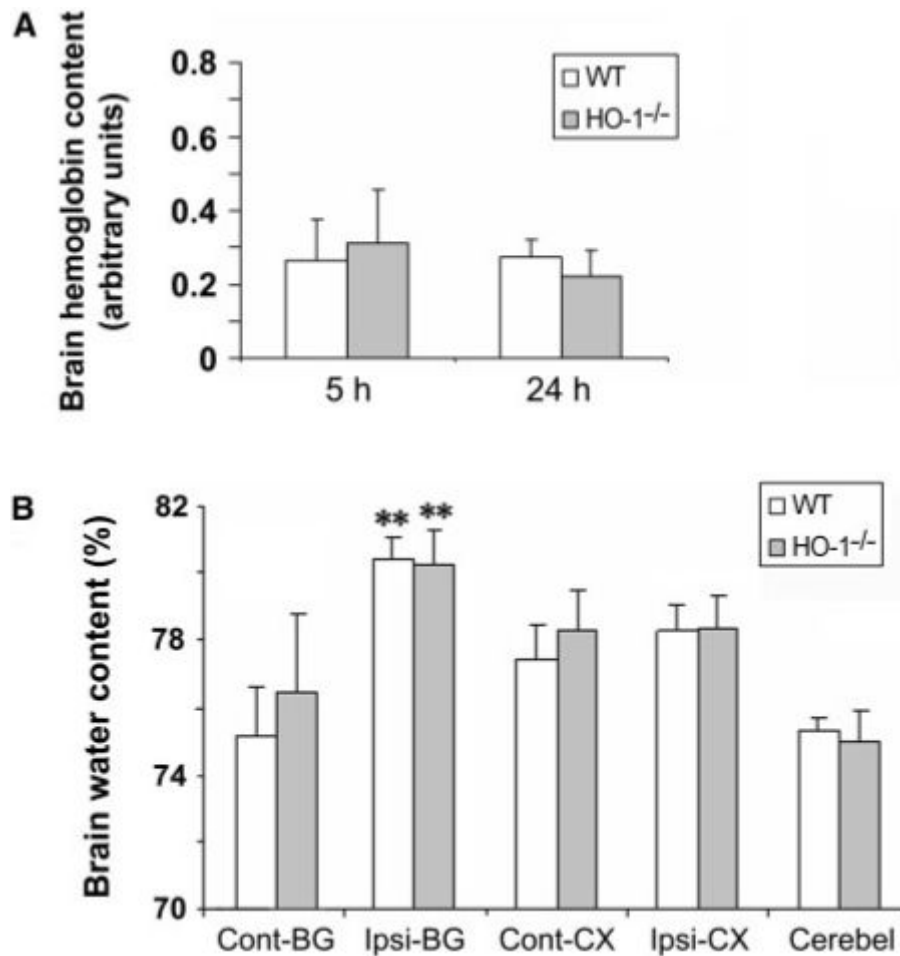 A
Brain hemoglobin content
(arbitrary units)
0.8
0.6
0.4
0.2
0
WT
HO-1⁻/⁻
5 h
24 h
B
Brain water content (%)
82
78
74
70
** **
WT
HO-1⁻/⁻
Cont-BG
Ipsi-BG
Cont-CX
Ipsi-CX
Cerebel